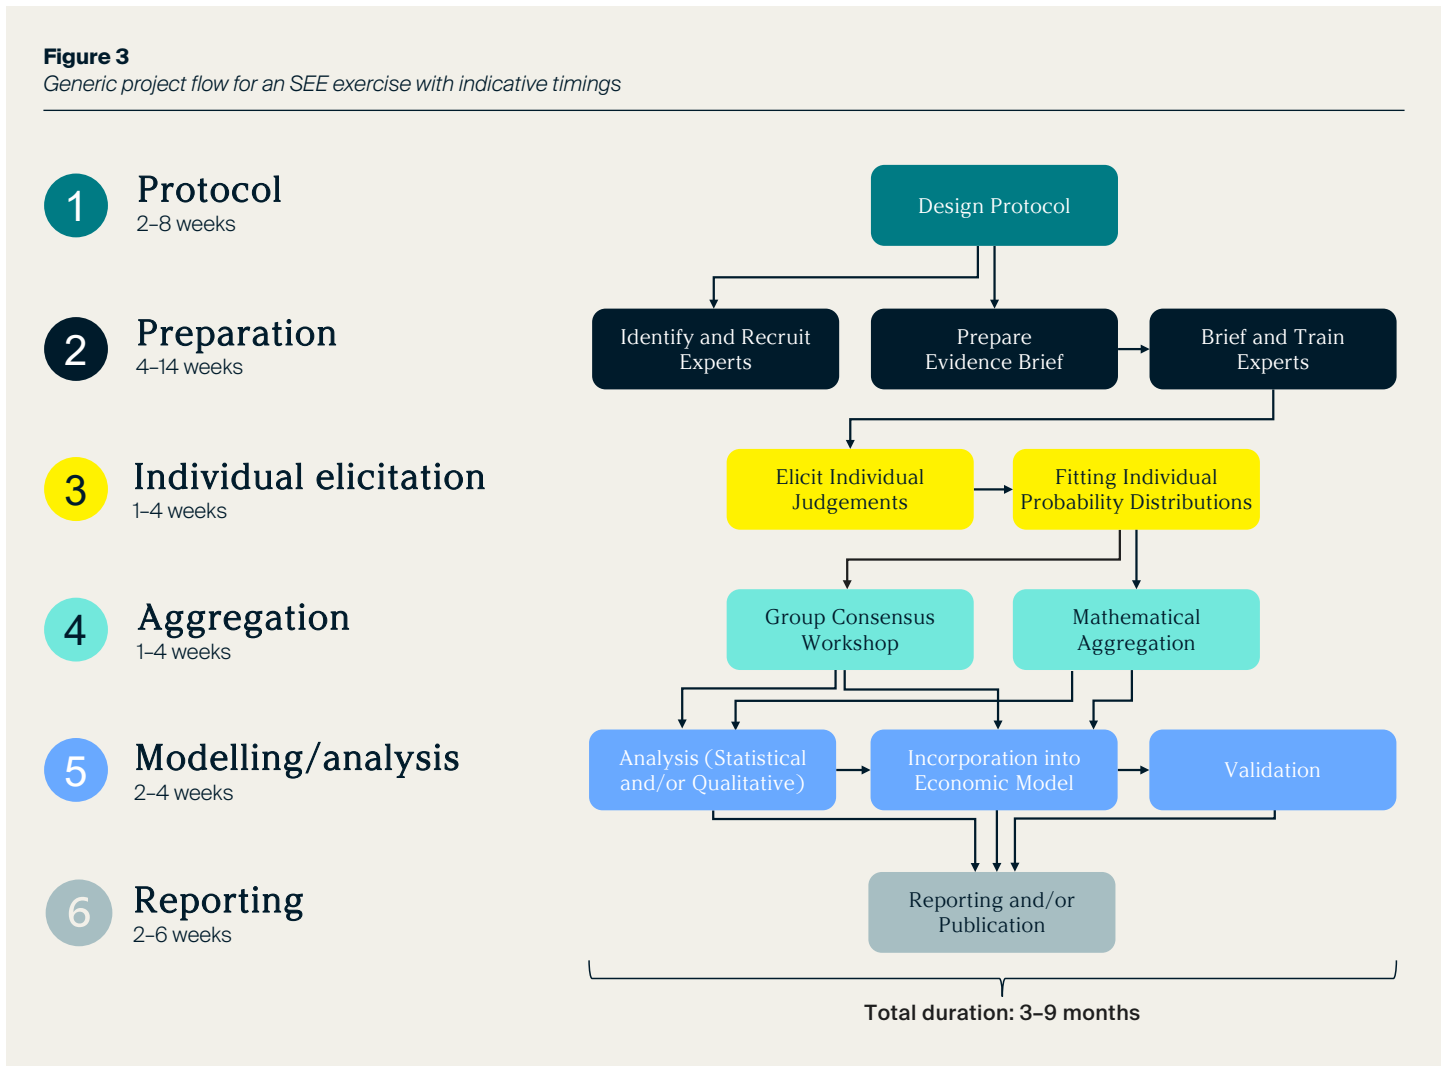 Figure 3
Generic project flow for an SEE exercise with indicative timings
1
Protocol
2–8 weeks
Design Protocol
2
Preparation
4–14 weeks
Identify and Recruit
Experts
Prepare
Evidence Brief
Brief and Train
Experts
3
Individual elicitation
1–4 weeks
Elicit Individual
Judgements
Fitting Individual
Probability Distributions
4
Aggregation
1–4 weeks
Group Consensus
Workshop
Mathematical
Aggregation
5
Modelling/analysis
2–4 weeks
Analysis (Statistical
and/or Qualitative)
Incorporation into
Economic Model
Validation
6
Reporting
2–6 weeks
Reporting and/or
Publication
Total duration: 3–9 months